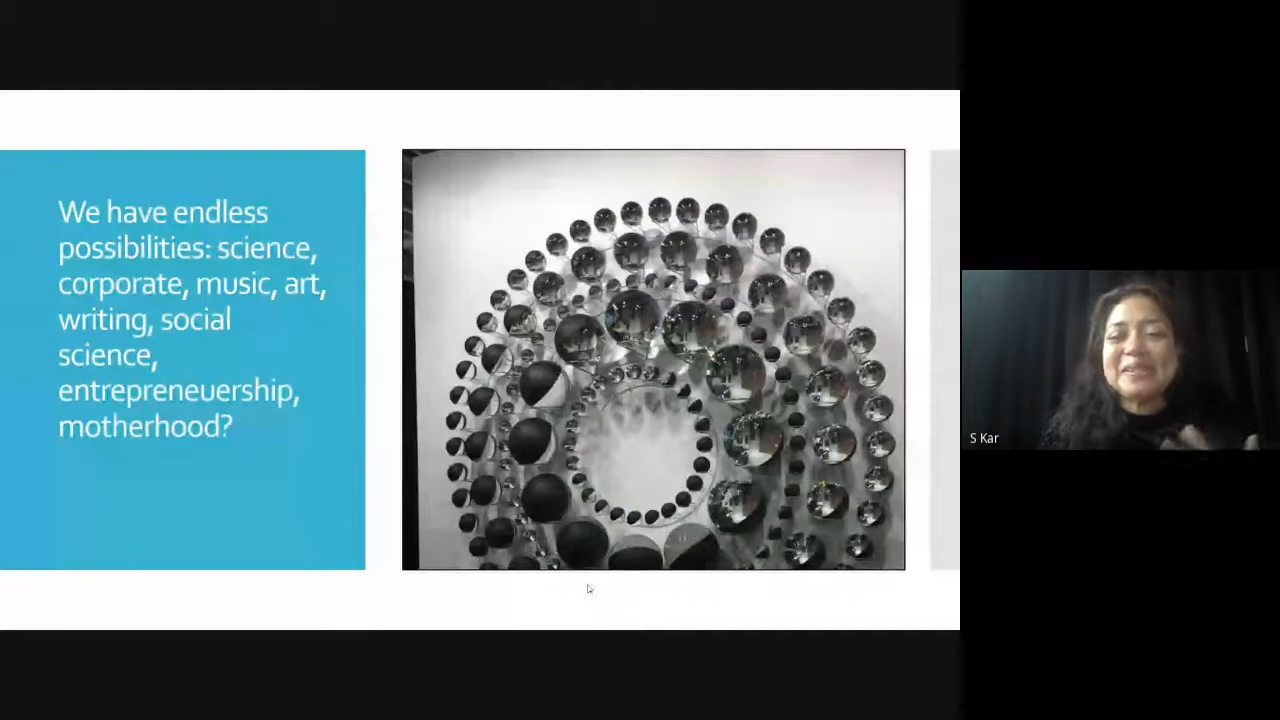 We have endless
possibilities: science,
corporate, music, art,
writing, social
science,
entrepreneuership,
motherhood?
S Kar